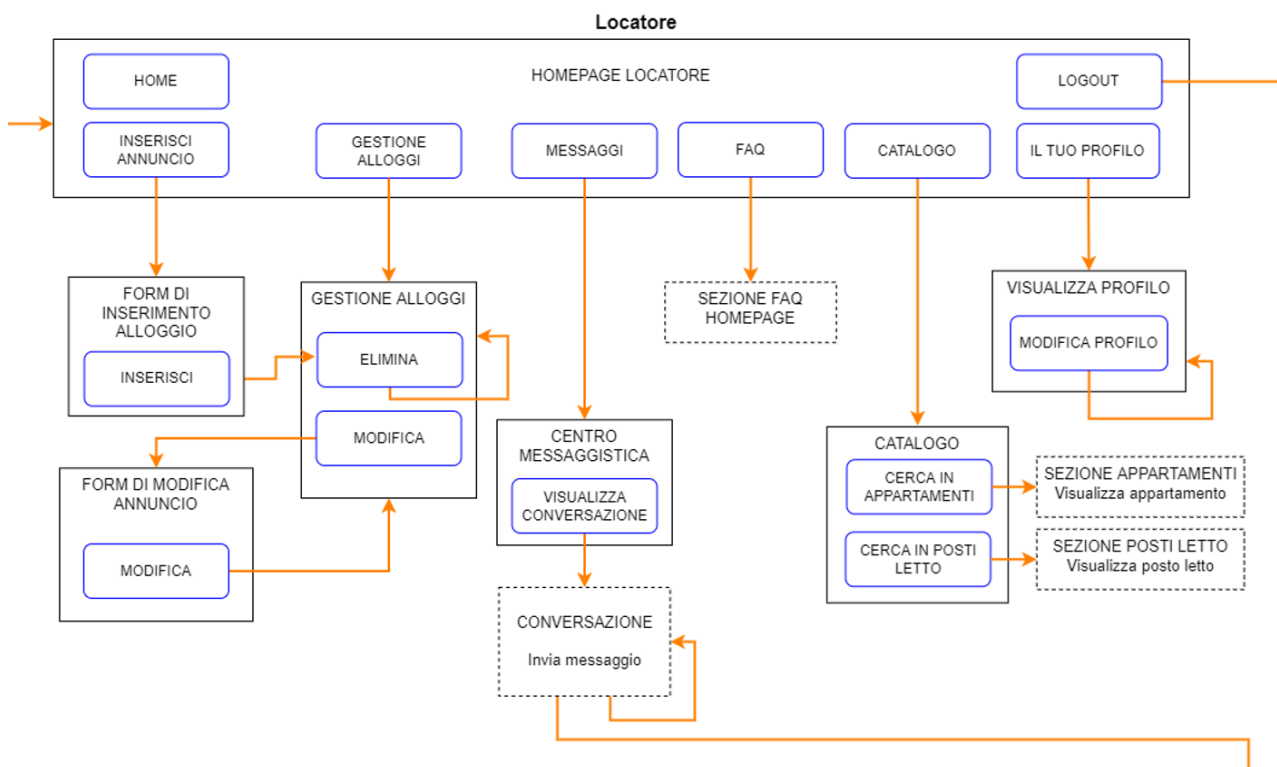 Locatore
HOME
HOMEPAGE LOCATORE
LOGOUT
INSERISCI
ANNUNCIO
GESTIONE
ALLOGGI
MESSAGGI
FAQ
CATALOGO
IL TUO PROFILO
FORM DI
INSERIMENTO
ALLOGGIO
INSERISCI
GESTIONE ALLOGGI
ELIMINA
MODIFICA
SEZIONE FAQ
HOMEPAGE
VISUALIZZA PROFILO
MODIFICA PROFILO
FORM DI MODIFICA
ANNUNCIO
MODIFICA
CENTRO
MESSAGGISTICA
VISUALIZZA
CONVERSAZIONE
CATALOGO
CERCA IN
APPARTAMENTI
CERCA IN POSTI
LETTO
SEZIONE APPARTAMENTI
Visualizza appartamento
SEZIONE POSTI LETTO
Visualizza posto letto
CONVERSAZIONE
Invia messaggio